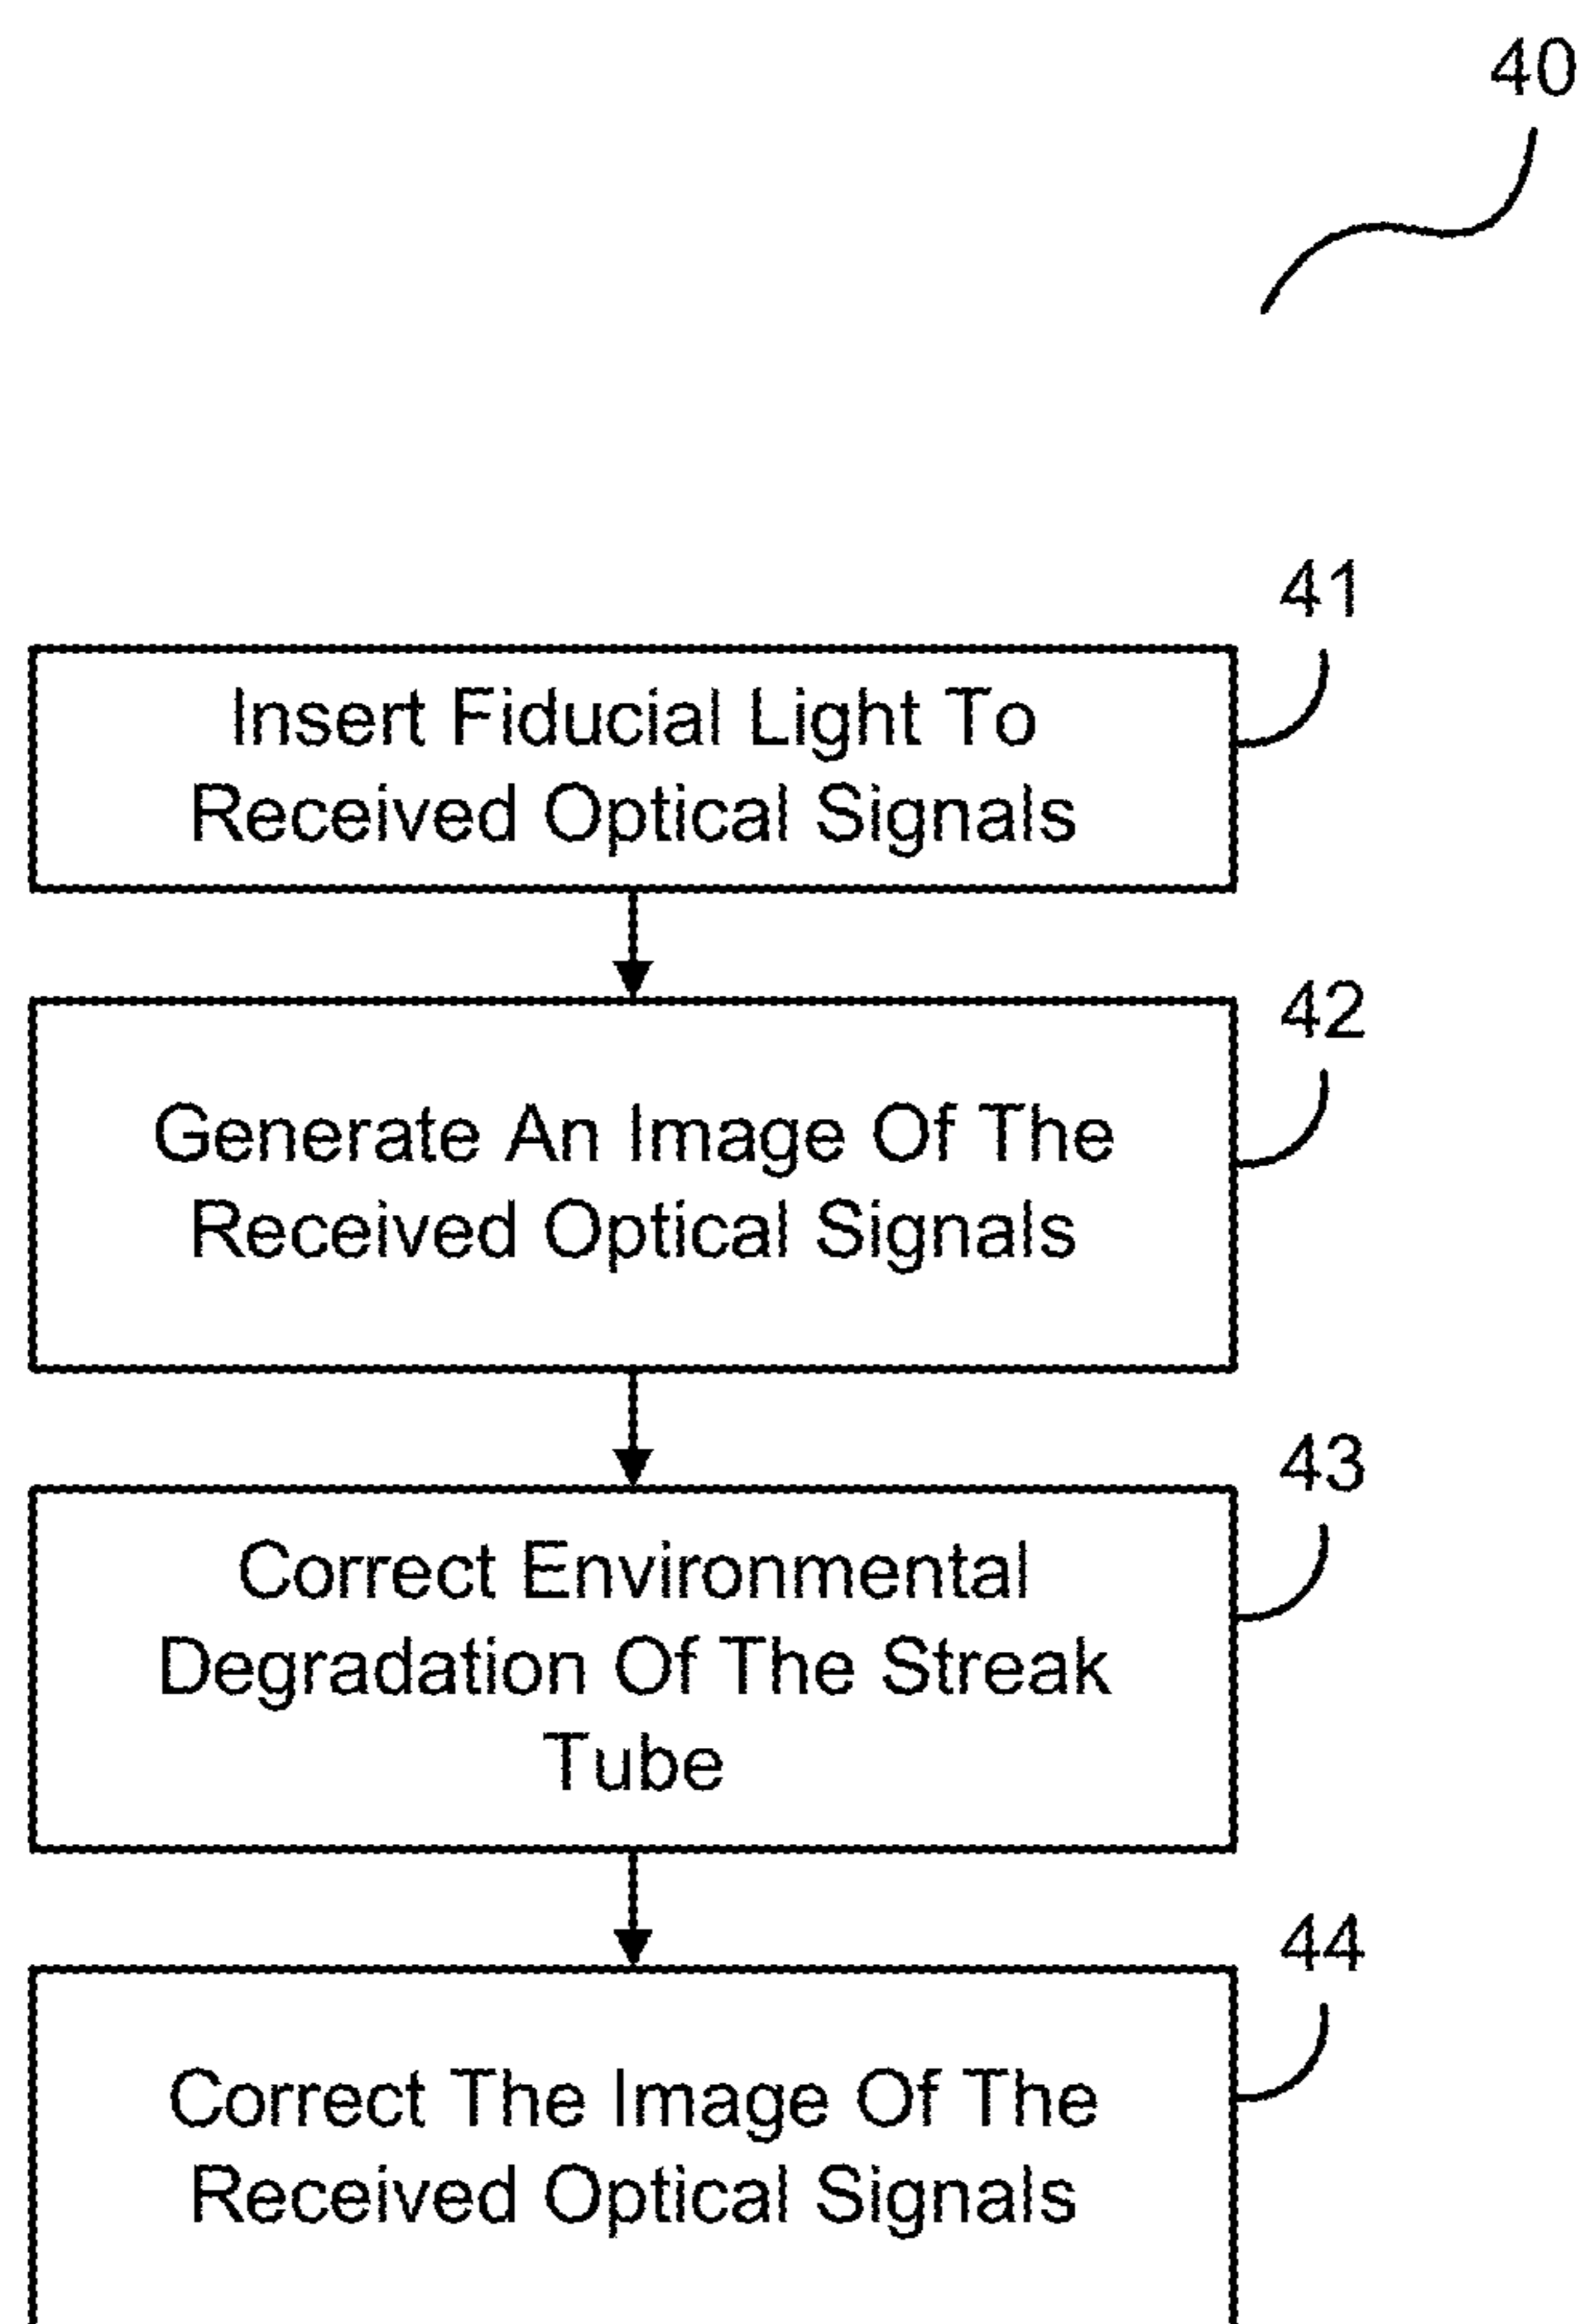 40
41
Insert Fiducial Light To
Received Optical Signals
42
Generate An Image Of The
Received Optical Signals
43
Correct Environmental
Degradation Of The Streak
Tube
44
Correct The Image Of The
Received Optical Signals